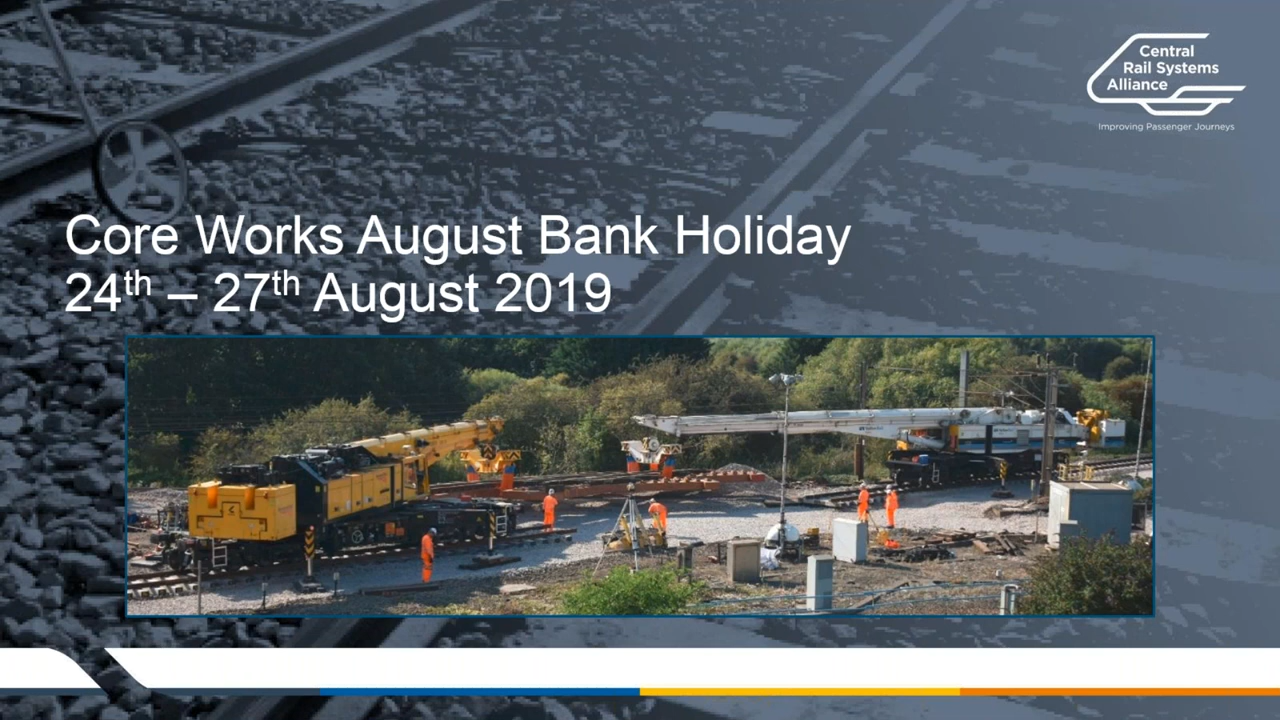 Central
Rail Systems
Alliance
Improving Passenger Journeys
Core Works August Bank Holiday
24th – 27th August 2019